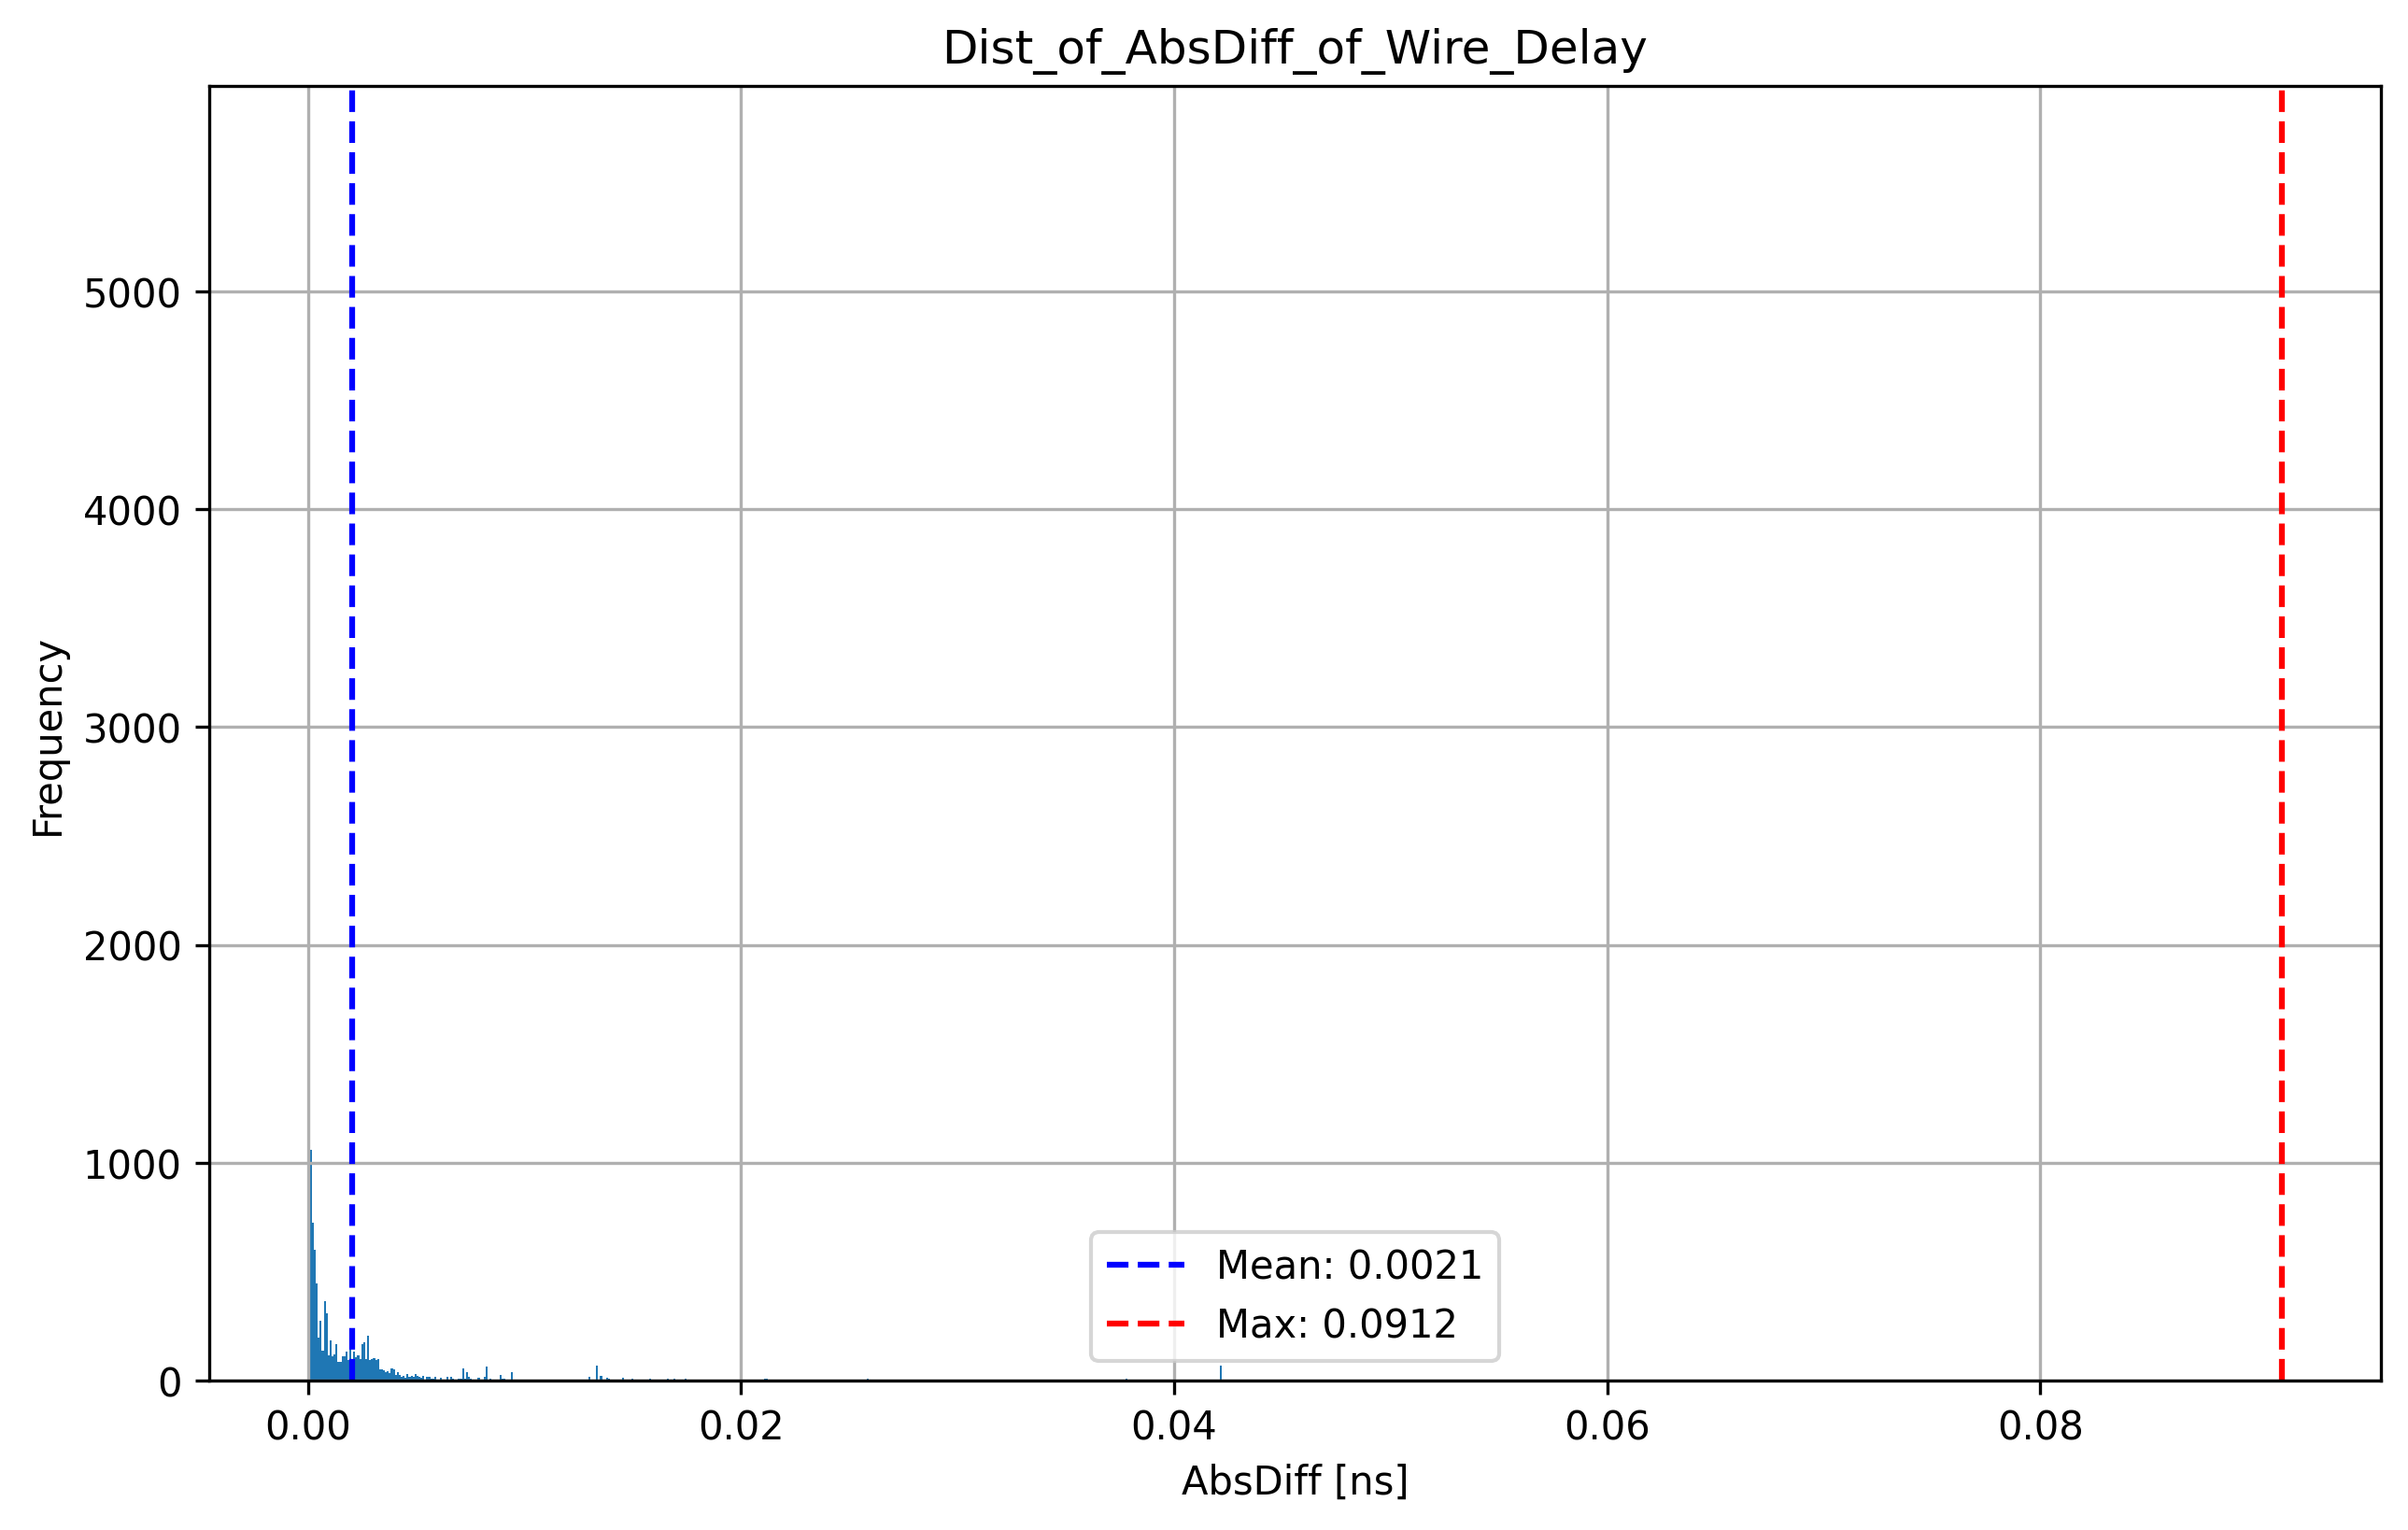 Dist_of_AbsDiff_of_Wire_Delay
Frequency
5000
4000
3000
2000
1000
0
Mean: 0.0021
Max: 0.0912
0.00 0.02 0.04 0.06 0.08
AbsDiff [ns]